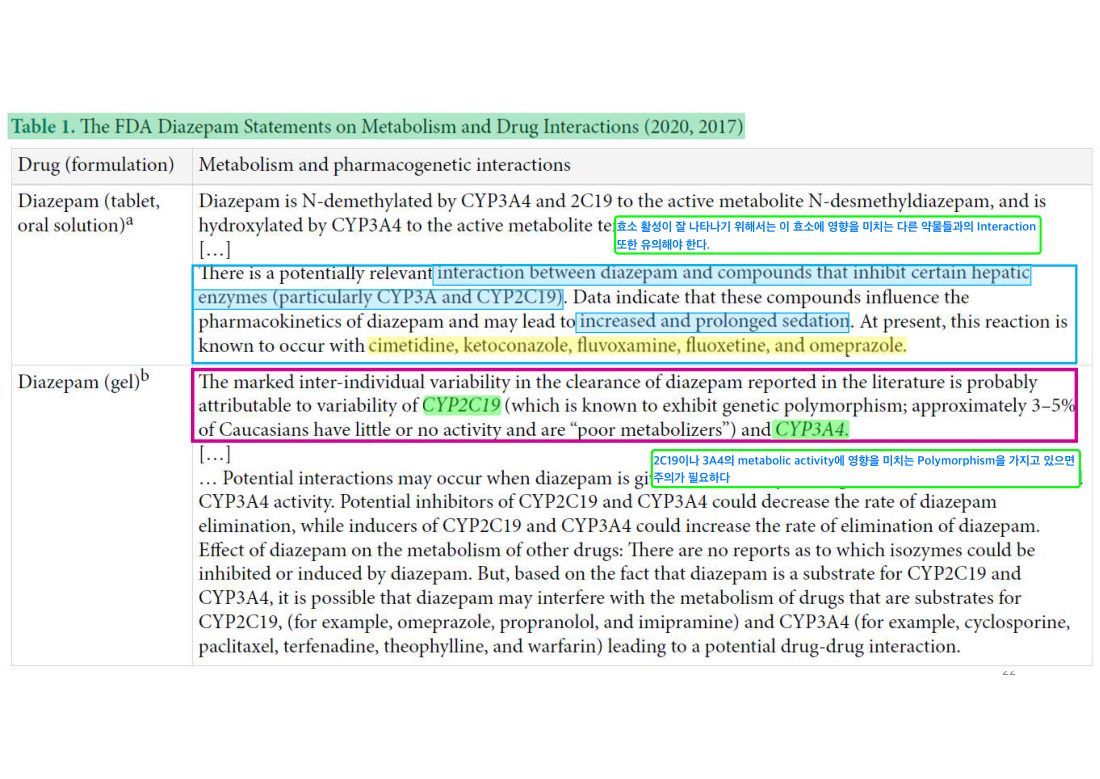 Table 1. The FDA Diazepam Statements on Metabolism and Drug Interactions (2020, 2017)
Drug (formulation)
Metabolism and pharmacogenetic interactions
Diazepam (tablet,
oral solution)a
Diazepam is N-demethylated by CYP3A4 and 2C19 to the active metabolite N-desmethyldiazepam, and is
hydroxylated by CYP3A4 to the active metabolite
효소 활성이 잘 나타나기 위해서는 이 효소에 영향을 미치는 다른 약물들과의 Interaction
또한 유의해야 한다.
[…]
There is a potentially relevant interaction between diazepam and compounds that inhibit certain hepatic
enzymes (particularly CYP3A and CYP2C19). Data indicate that these compounds influence the
pharmacokinetics of diazepam and may lead to increased and prolonged sedation. At present, this reaction is
known to occur with cimetidine, ketoconazole, fluvoxamine, fluoxetine, and omeprazole.
Diazepam (gel)b
The marked inter-individual variability in the clearance of diazepam reported in the literature is probably
attributable to variability of CYP2C19 (which is known to exhibit genetic polymorphism; approximately 3–5%
of Caucasians have little or no activity and are “poor metabolizers”) and CYP3A4.
[…]
2C19이나 3A4의 metabolic activity에 영향을 미치는 Polymorphism을 가지고 있으면
주의가 필요하다
… Potential interactions may occur when diazepam is
CYP3A4 activity. Potential inhibitors of CYP2C19 and CYP3A4 could decrease the rate of diazepam
elimination, while inducers of CYP2C19 and CYP3A4 could increase the rate of elimination of diazepam.
Effect of diazepam on the metabolism of other drugs: There are no reports as to which isozymes could be
inhibited or induced by diazepam. But, based on the fact that diazepam is a substrate for CYP2C19 and
CYP3A4, it is possible that diazepam may interfere with the metabolism of drugs that are substrates for
CYP2C19, (for example, omeprazole, propranolol, and imipramine) and CYP3A4 (for example, cyclosporine,
paclitaxel, terfenadine, theophylline, and warfarin) leading to a potential drug-drug interaction.